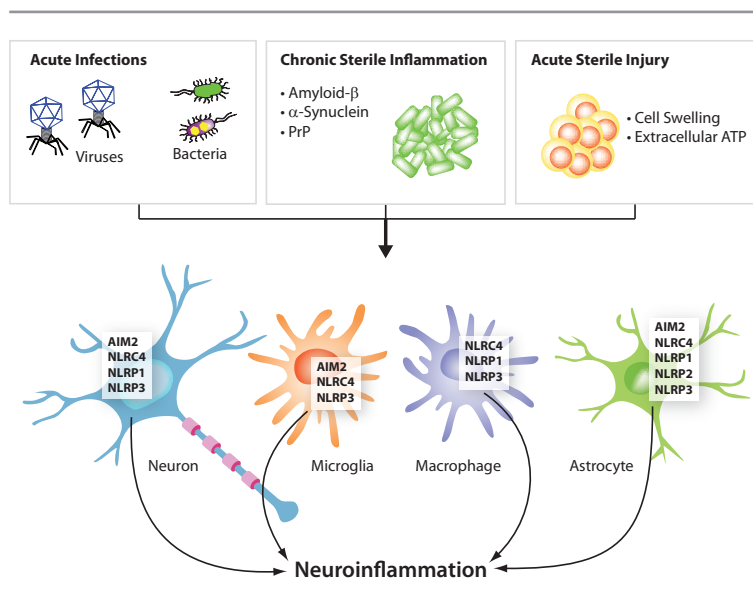 Acute Infections
Viruses
Bacteria
Chronic Sterile Inflammation
• Amyloid-β
• α-Synuclein
• PrP
Acute Sterile Injury
• Cell Swelling
• Extracellular ATP
AIM2
NLRC4
NLRP1
NLRP3
Neuron
AIM2
NLRC4
NLRP3
Microglia
NLRC4
NLRP1
NLRP3
Macrophage
AIM2
NLRC4
NLRP1
NLRP2
NLRP3
Astrocyte
Neuroinflammation